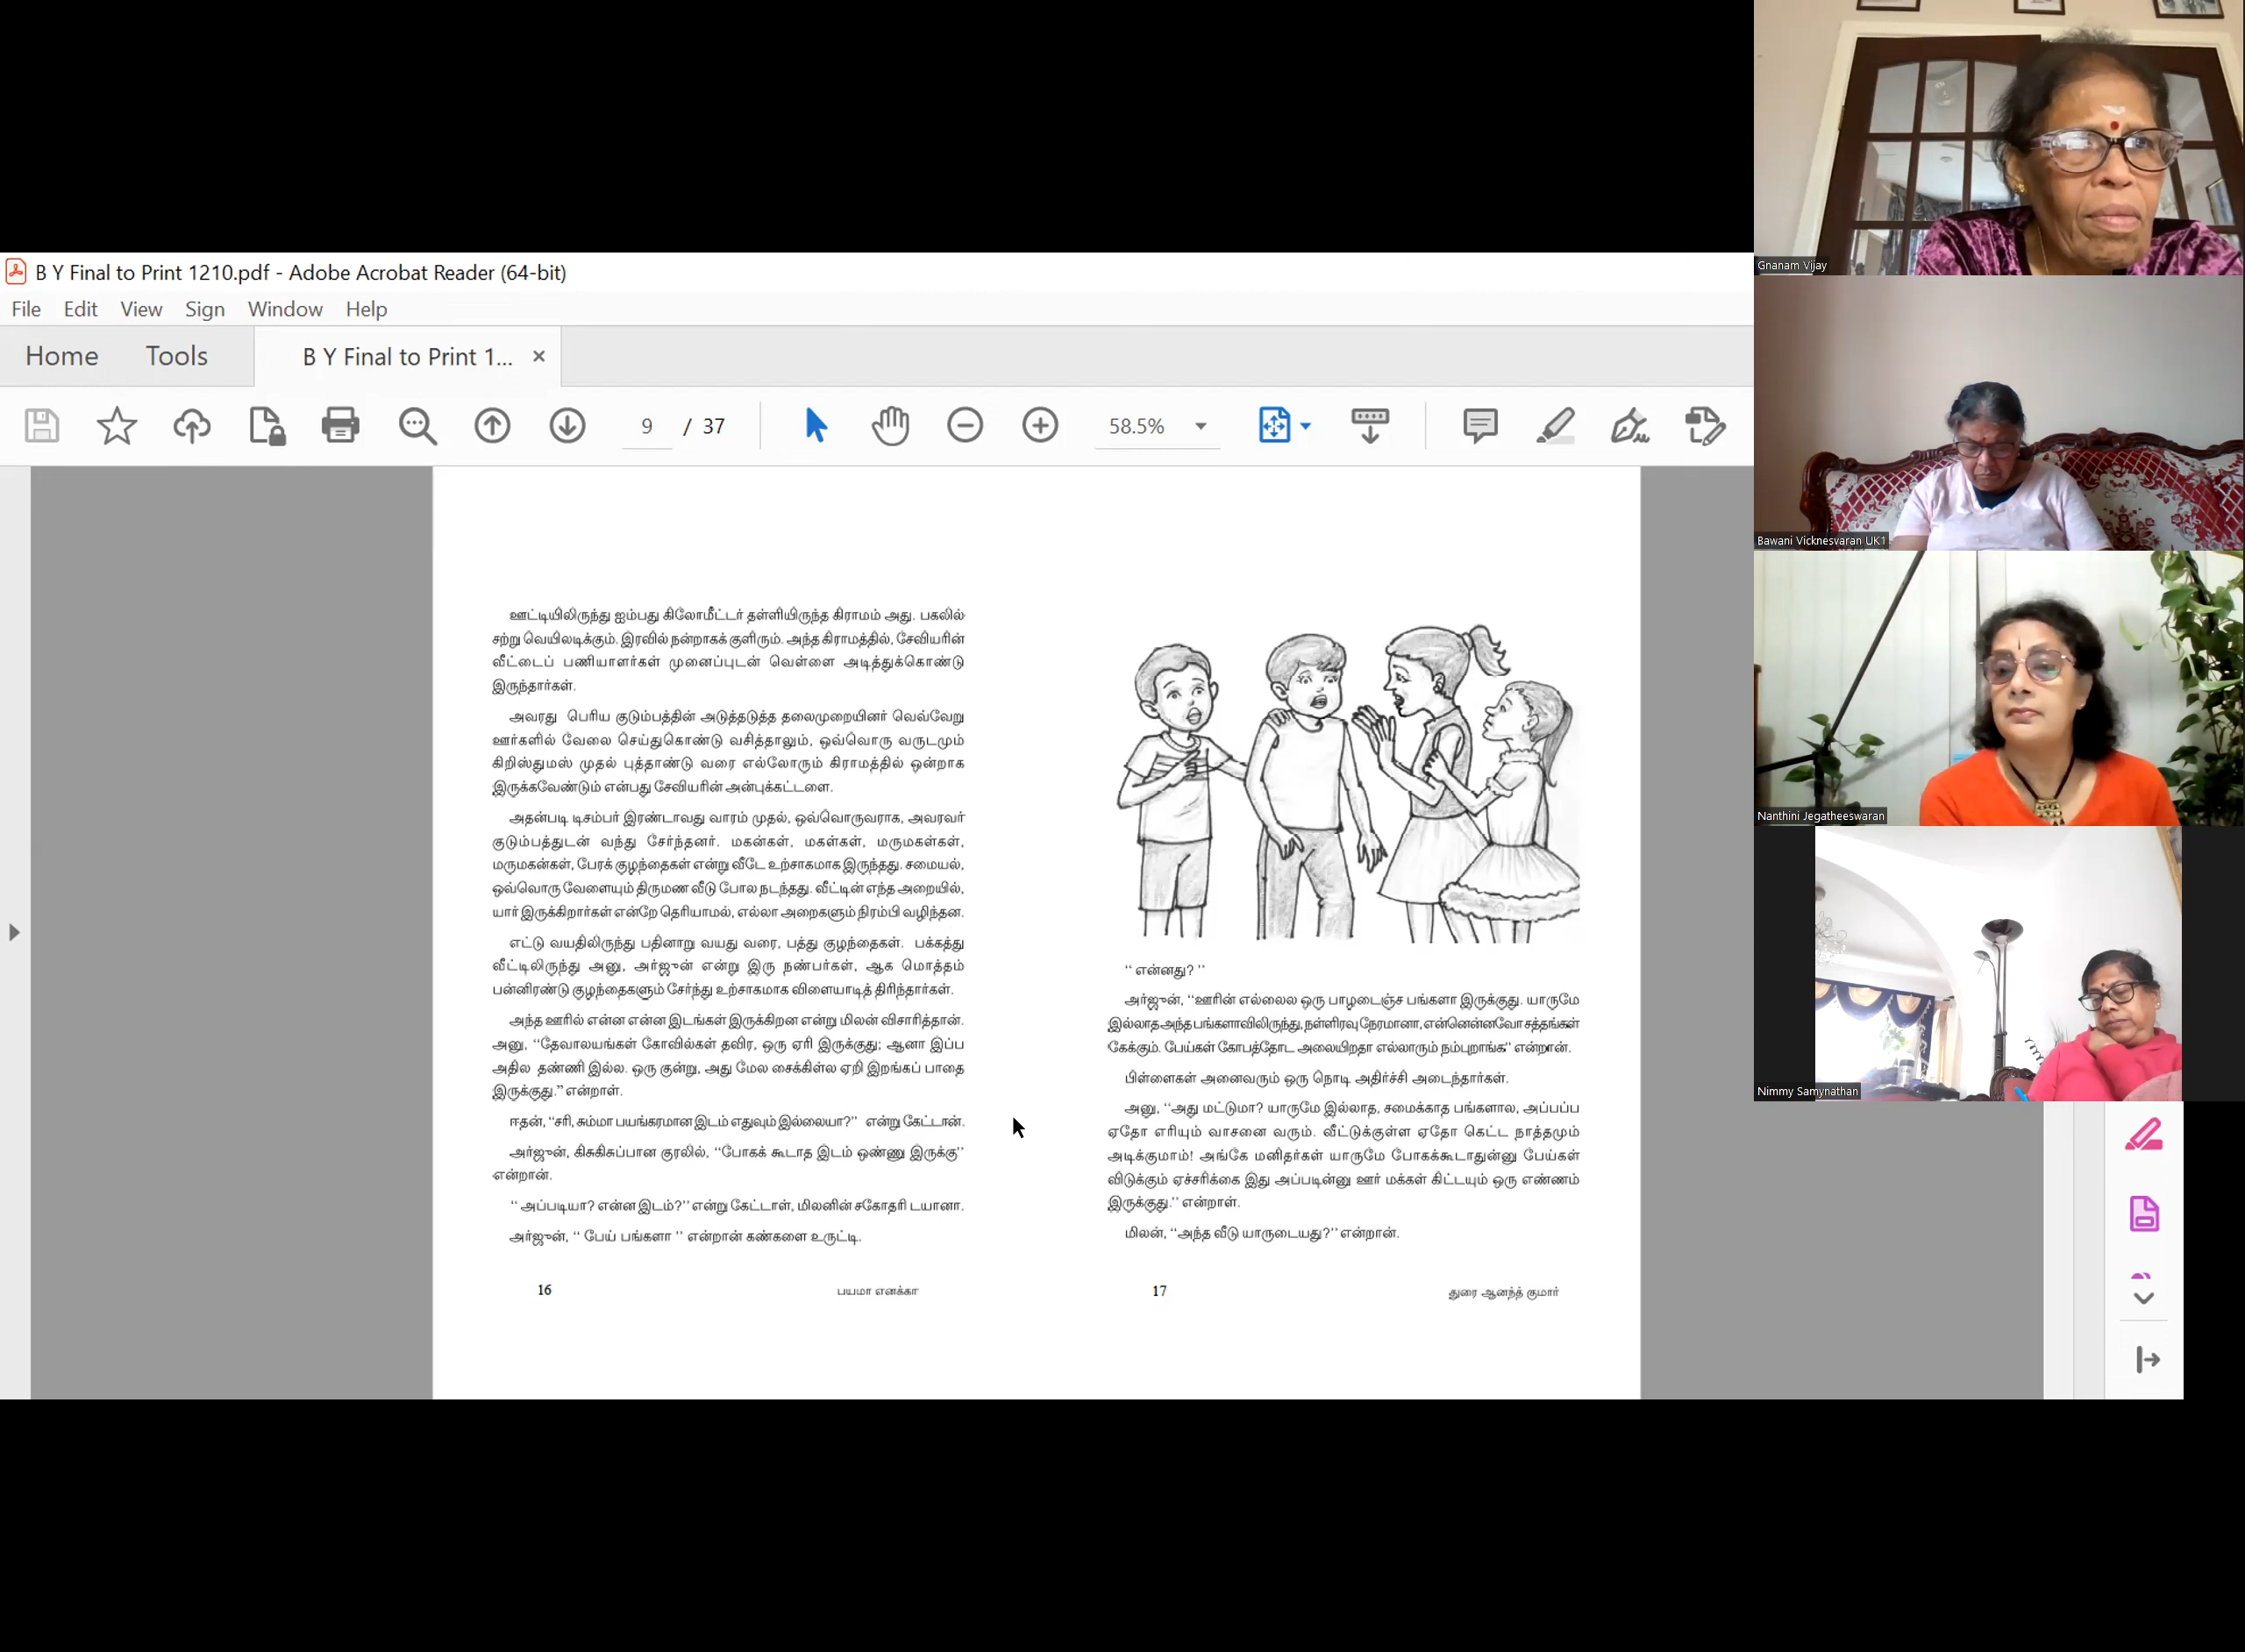 B Y Final to Print 1210.pdf - Adobe Acrobat Reader (64-bit)
File Edit View Sign Window Help
Home Tools B Y Final to Print 1... ×
9 / 37 58.5%
ஊட்டியிலிருந்து ஐம்பது கிலோமீட்டர் தள்ளியிருந்த கிராமம் அது. பகலில்
சற்று வெயிலடிக்கும். இரவில் நன்றாகக் குளிரும். அந்த கிராமத்தில், சேவியரின்
வீட்டைப் பணியாளர்கள் முனைப்புடன் வெள்ளை அடித்துக்கொண்டு
இருந்தார்கள்.
அவரது பெரிய குடும்பத்தின் அடுத்தடுத்த தலைமுறையினர் வெவ்வேறு
ஊர்களில் வேலை செய்துகொண்டு வசித்தாலும், ஒவ்வொரு வருடமும்
கிறிஸ்துமஸ் முதல் புத்தாண்டு வரை எல்லோரும் கிராமத்தில் ஒன்றாக
இருக்கவேண்டும் என்பது சேவியரின் அன்புக்கட்டளை.
அதன்படி டிசம்பர் இரண்டாவது வாரம் முதல், ஒவ்வொருவராக, அவரவர்
குடும்பத்துடன் வந்து சேர்ந்தனர். மகன்கள், மகள்கள், மருமகள்கள்,
மருமகன்கள், பேரக் குழந்தைகள் என்று வீடே உற்சாகமாக இருந்தது. சமையல்,
ஒவ்வொரு வேளையும் திருமண வீடு போல நடந்தது. வீட்டின் எந்த அறையில்,
யார் இருக்கிறார்கள் என்றே தெரியாமல், எல்லா அறைகளும் நிரம்பி வழிந்தன.
எட்டு வயதிலிருந்து பதினாறு வயது வரை, பத்து குழந்தைகள். பக்கத்து
வீட்டிலிருந்து அனு, அர்ஜுன் என்று இரு நண்பர்கள், ஆக மொத்தம்
பன்னிரண்டு குழந்தைகளும் சேர்ந்து உற்சாகமாக விளையாடித் திரிந்தார்கள்.
அந்த ஊரில் என்ன என்ன இடங்கள் இருக்கிறன என்று மிலன் விசாரித்தான்.
அனு, “தேவாலயங்கள் கோவில்கள் தவிர, ஒரு ஏரி இருக்குது; ஆனா இப்ப
அதில தண்ணி இல்ல. ஒரு குன்று, அது மேல சைக்கிள்ல ஏறி இறங்கப் பாதை
இருக்குது.” என்றாள்.
ஈதன், “சரி, சும்மா பயங்கரமான இடம் எதுவும் இல்லையா?” என்று கேட்டான்.
அர்ஜுன், கிசுகிசுப்பான குரலில், “போகக் கூடாத இடம் ஒண்ணு இருக்கு”
என்றான்.
“ அப்படியா? என்ன இடம்?” என்று கேட்டாள், மிலனின் சகோதரி டயானா.
அர்ஜுன், “ பேய் பங்களா ” என்றான் கண்களை உருட்டி.
16 பயமா எனக்கா
“ என்னது? ”
அர்ஜுன், “ஊரின் எல்லைல ஒரு பாழடைஞ்ச பங்களா இருக்குது. யாருமே
இல்லாத அந்த பங்களாவிலிருந்து, நள்ளிரவு நேரமானா, என்னென்னவோ சத்தங்கள்
கேக்கும். பேய்கள் கோபத்தோட அலையிறதா எல்லாரும் நம்புறாங்க” என்றான்.
பிள்ளைகள் அனைவரும் ஒரு நொடி அதிர்ச்சி அடைந்தார்கள்.
அனு, “அது மட்டுமா? யாருமே இல்லாத, சமைக்காத பங்களால, அப்பப்ப
ஏதோ எரியும் வாசனை வரும். வீட்டுக்குள்ள ஏதோ கெட்ட நாத்தமும்
அடிக்குமாம்! அங்கே மனிதர்கள் யாருமே போகக்கூடாதுன்னு பேய்கள்
விடுக்கும் ஏச்சரிக்கை இது அப்படின்னு ஊர் மக்கள் கிட்டயும் ஒரு எண்ணம்
இருக்குது.” என்றாள்.
மிலன், “அந்த வீடு யாருடையது?” என்றான்.
17 துரை ஆனந்த் குமார்
Gnanam Vijay
Bawani Vicknesvaran UK1
Nanthini Jegatheeswaran
Nimmy Samynathan